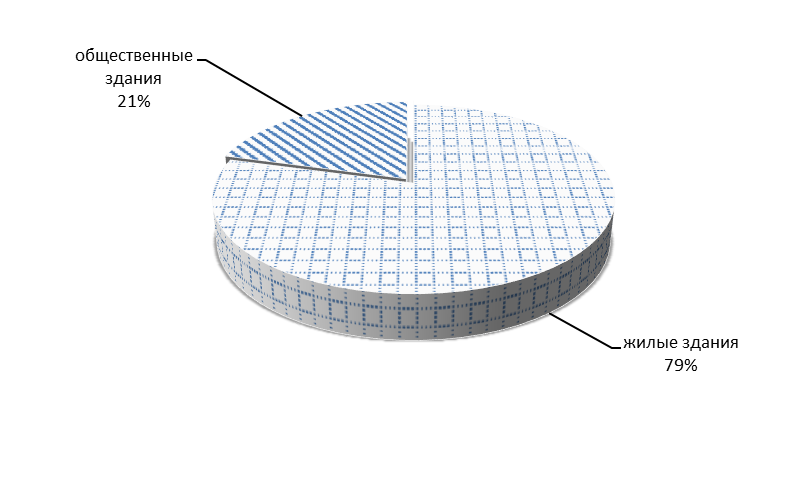 общественные
здания
21%
жилые здания
79%